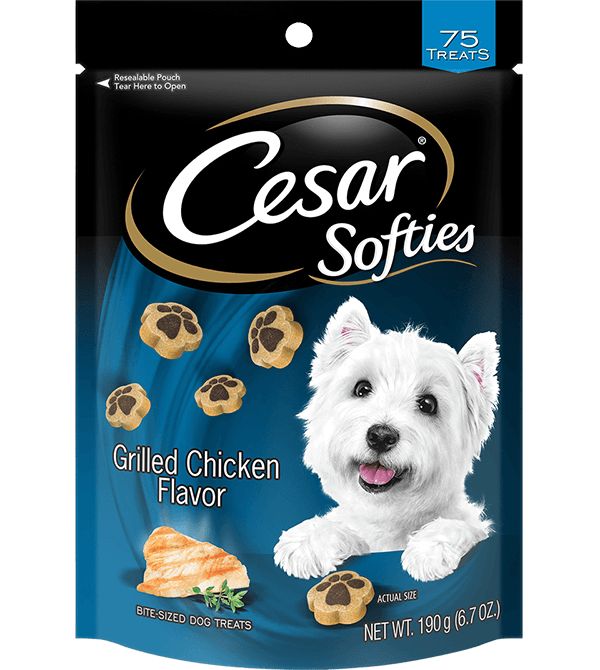 75
TREATS
Resealable Pouch
Tear Here to Open
Cesar®
Softies
Grilled Chicken
Flavor
BITE-SIZED DOG TREATS
ACTUAL SIZE
NET WT. 190 g (6.7 OZ.)